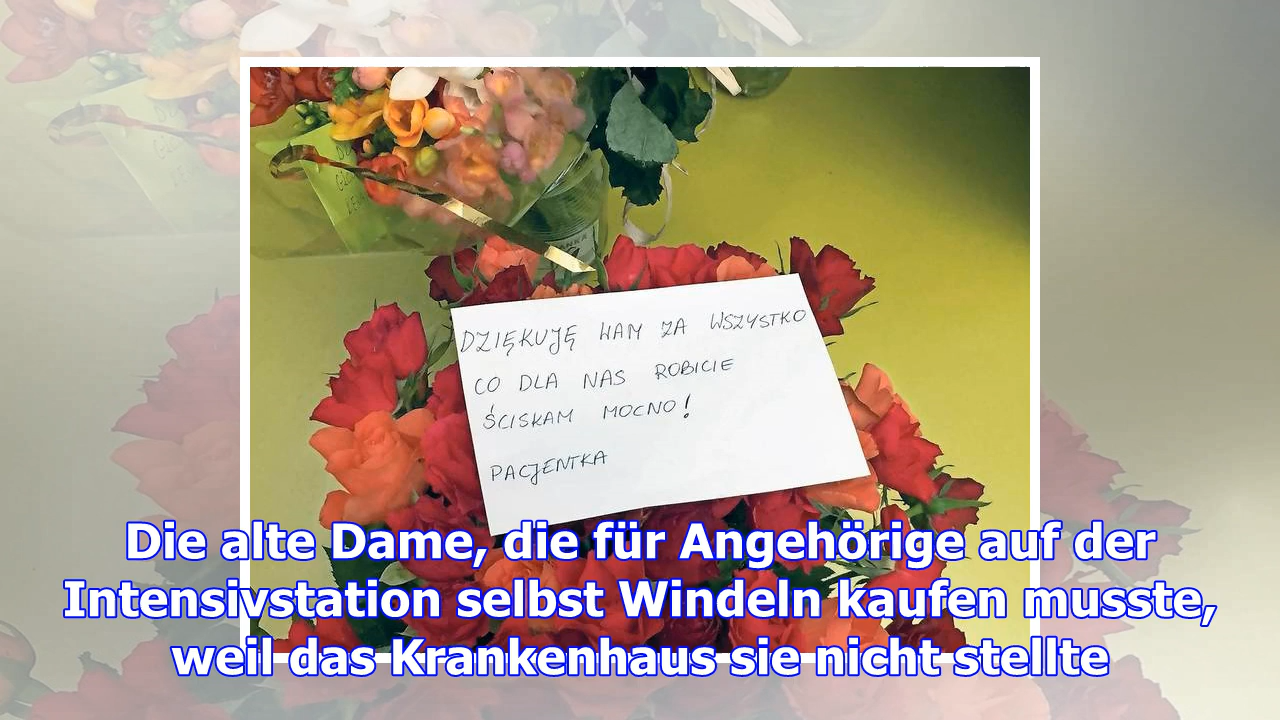 DZIĘKUJĘ WAM ZA WSZYSTKO
CO DLA NAS ROBICIE
ŚCISKAM MOCNO!
PACJENTKA
Die alte Dame, die für Angehörige auf der
Intensivstation selbst Windeln kaufen musste,
weil das Krankenhaus sie nicht stellte